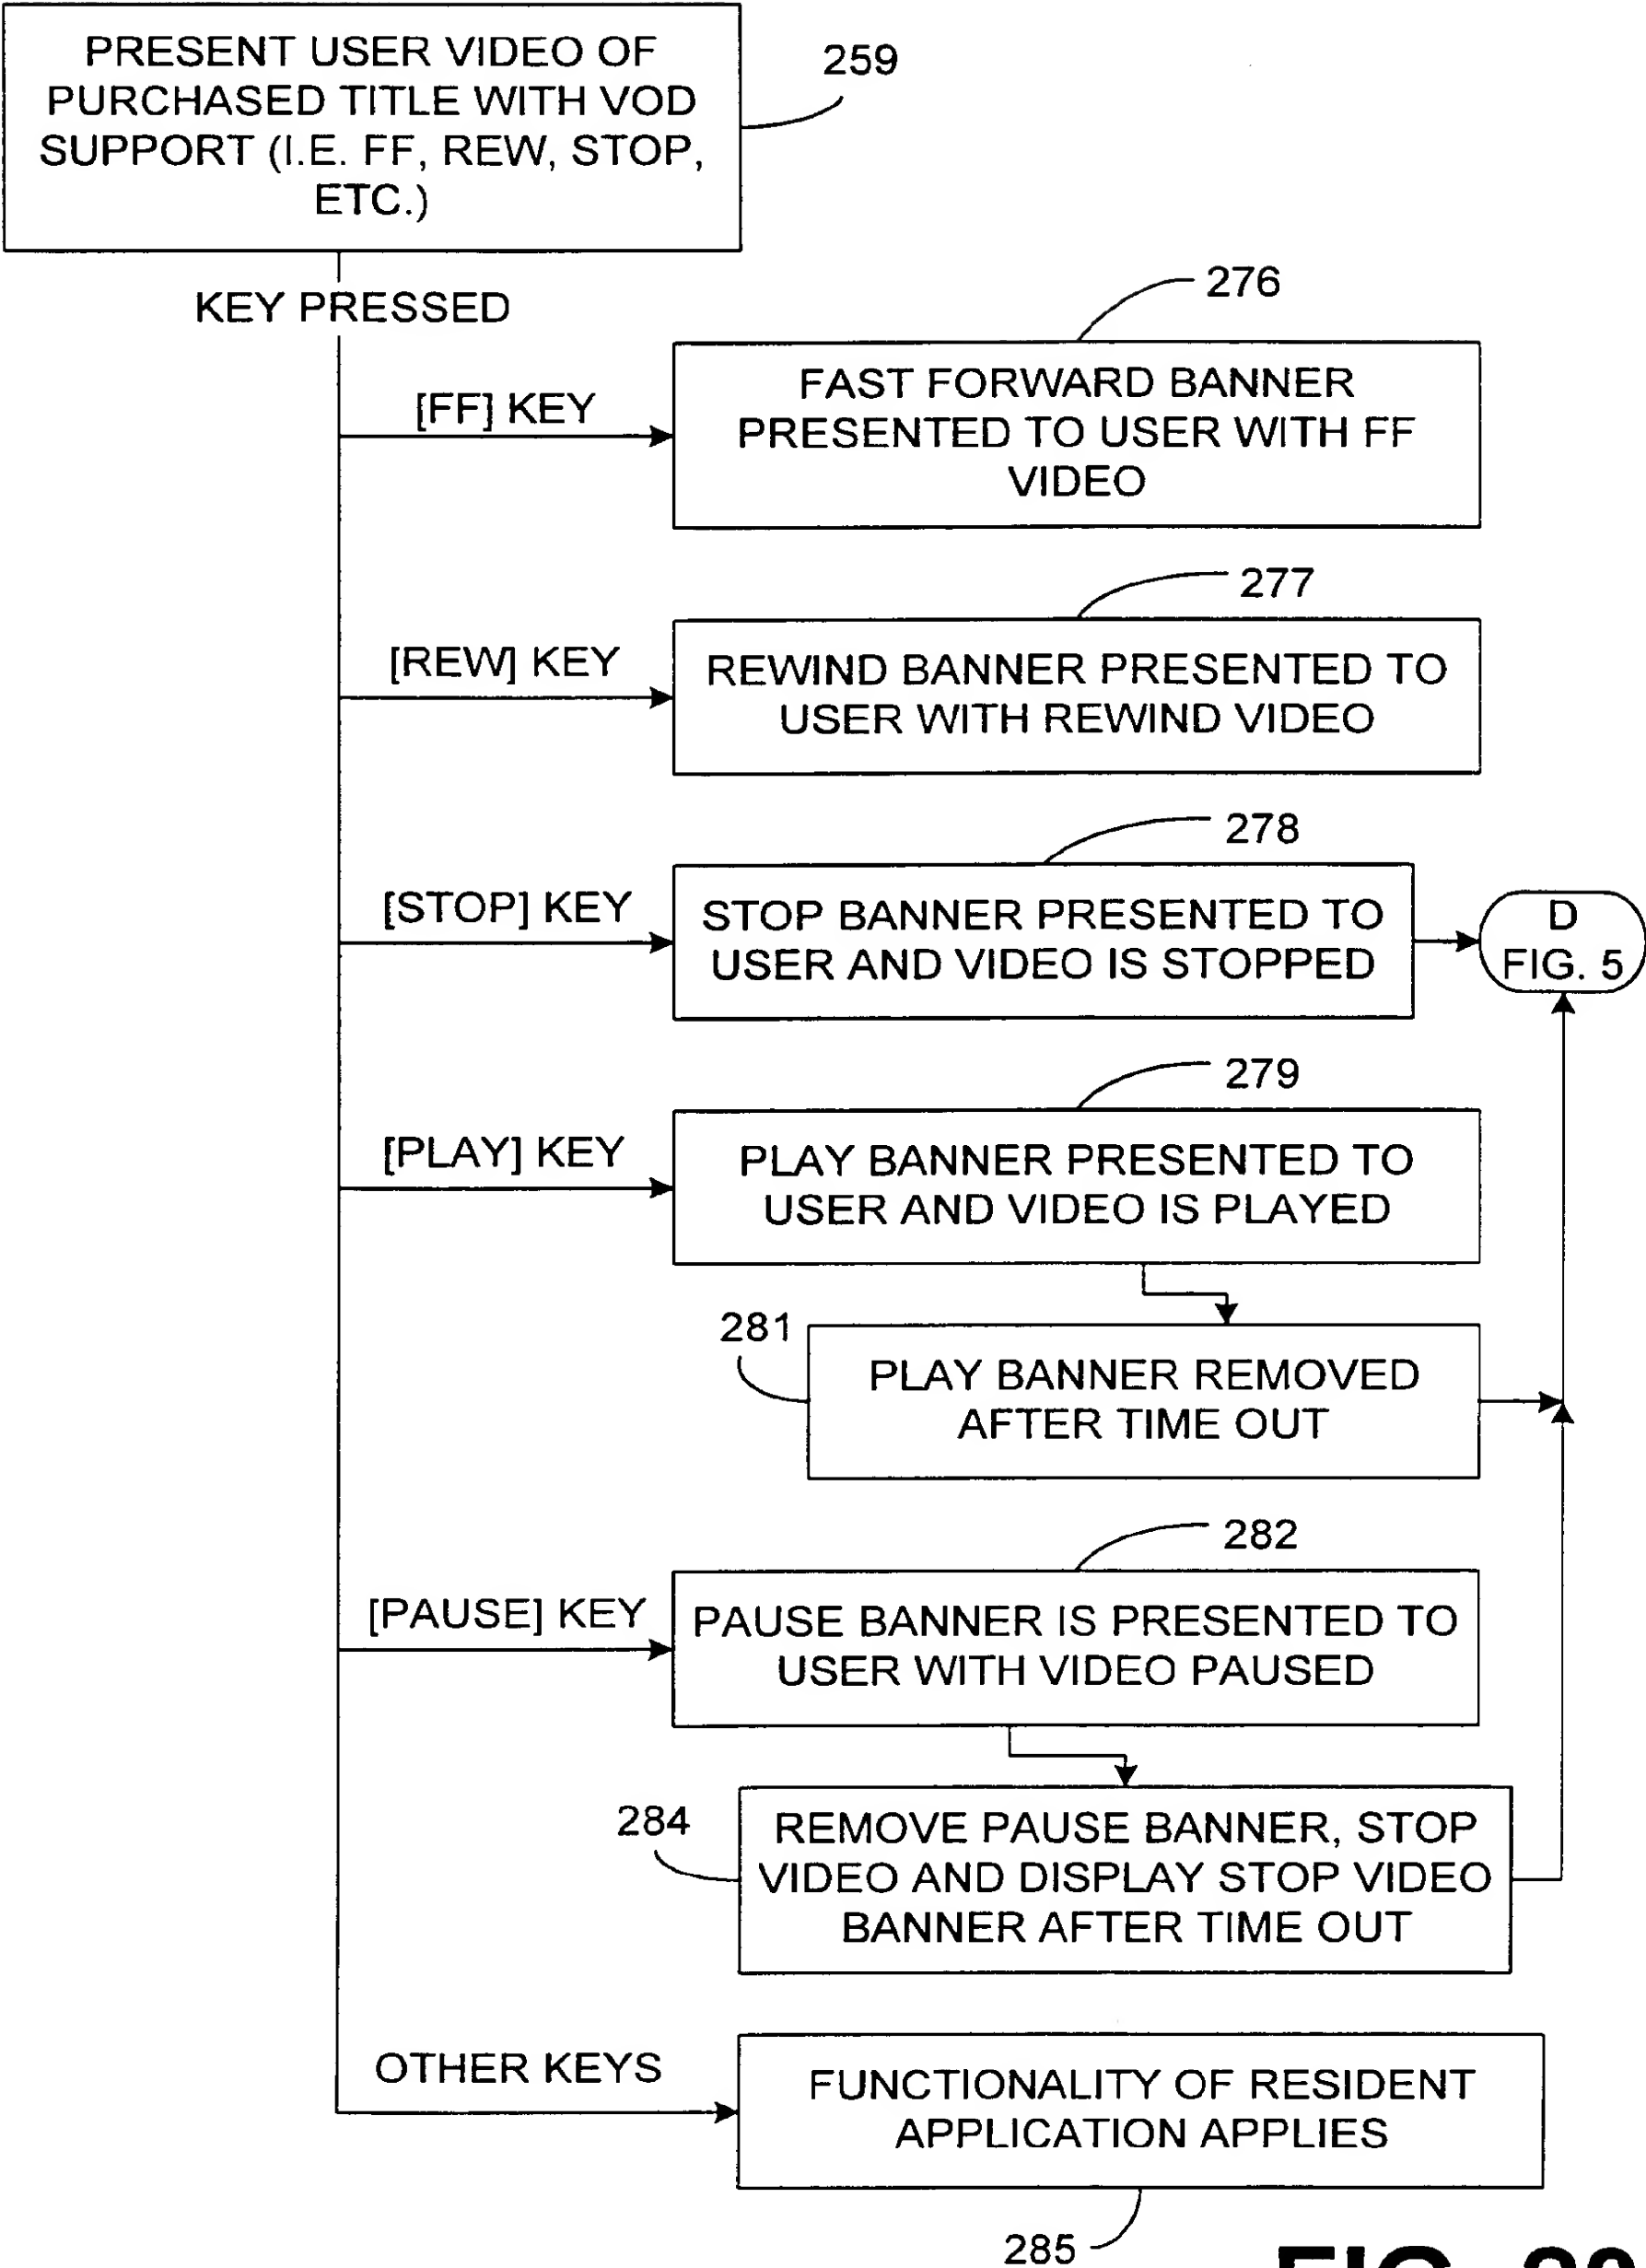 PRESENT USER VIDEO OF
PURCHASED TITLE WITH VOD
SUPPORT (I.E. FF, REW, STOP,
ETC.)
259
KEY PRESSED
276
[FF] KEY
FAST FORWARD BANNER
PRESENTED TO USER WITH FF
VIDEO
277
[REW] KEY
REWIND BANNER PRESENTED TO
USER WITH REWIND VIDEO
278
[STOP] KEY
STOP BANNER PRESENTED TO
USER AND VIDEO IS STOPPED
D
FIG. 5
279
[PLAY] KEY
PLAY BANNER PRESENTED TO
USER AND VIDEO IS PLAYED
281
PLAY BANNER REMOVED
AFTER TIME OUT
282
[PAUSE] KEY
PAUSE BANNER IS PRESENTED TO
USER WITH VIDEO PAUSED
284
REMOVE PAUSE BANNER, STOP
VIDEO AND DISPLAY STOP VIDEO
BANNER AFTER TIME OUT
OTHER KEYS
FUNCTIONALITY OF RESIDENT
APPLICATION APPLIES
285
FIG.